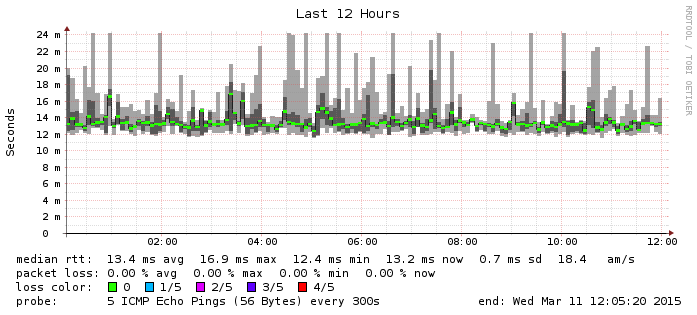 Last 12 Hours
RRDTOOL / TOBI OETIKER
Seconds
24 m
22 m
20 m
18 m
16 m
14 m
12 m
10 m
8 m
6 m
4 m
2 m
0
02:00 04:00 06:00 08:00 10:00 12:00
median rtt: 13.4 ms avg 16.9 ms max 12.4 ms min 13.2 ms now 0.7 ms sd 18.4 am/s
packet loss: 0.00 % avg 0.00 % max 0.00 % min 0.00 % now
loss color: 0 1/5 2/5 3/5 4/5
probe: 5 ICMP Echo Pings (56 Bytes) every 300s end: Wed Mar 11 12:05:20 2015